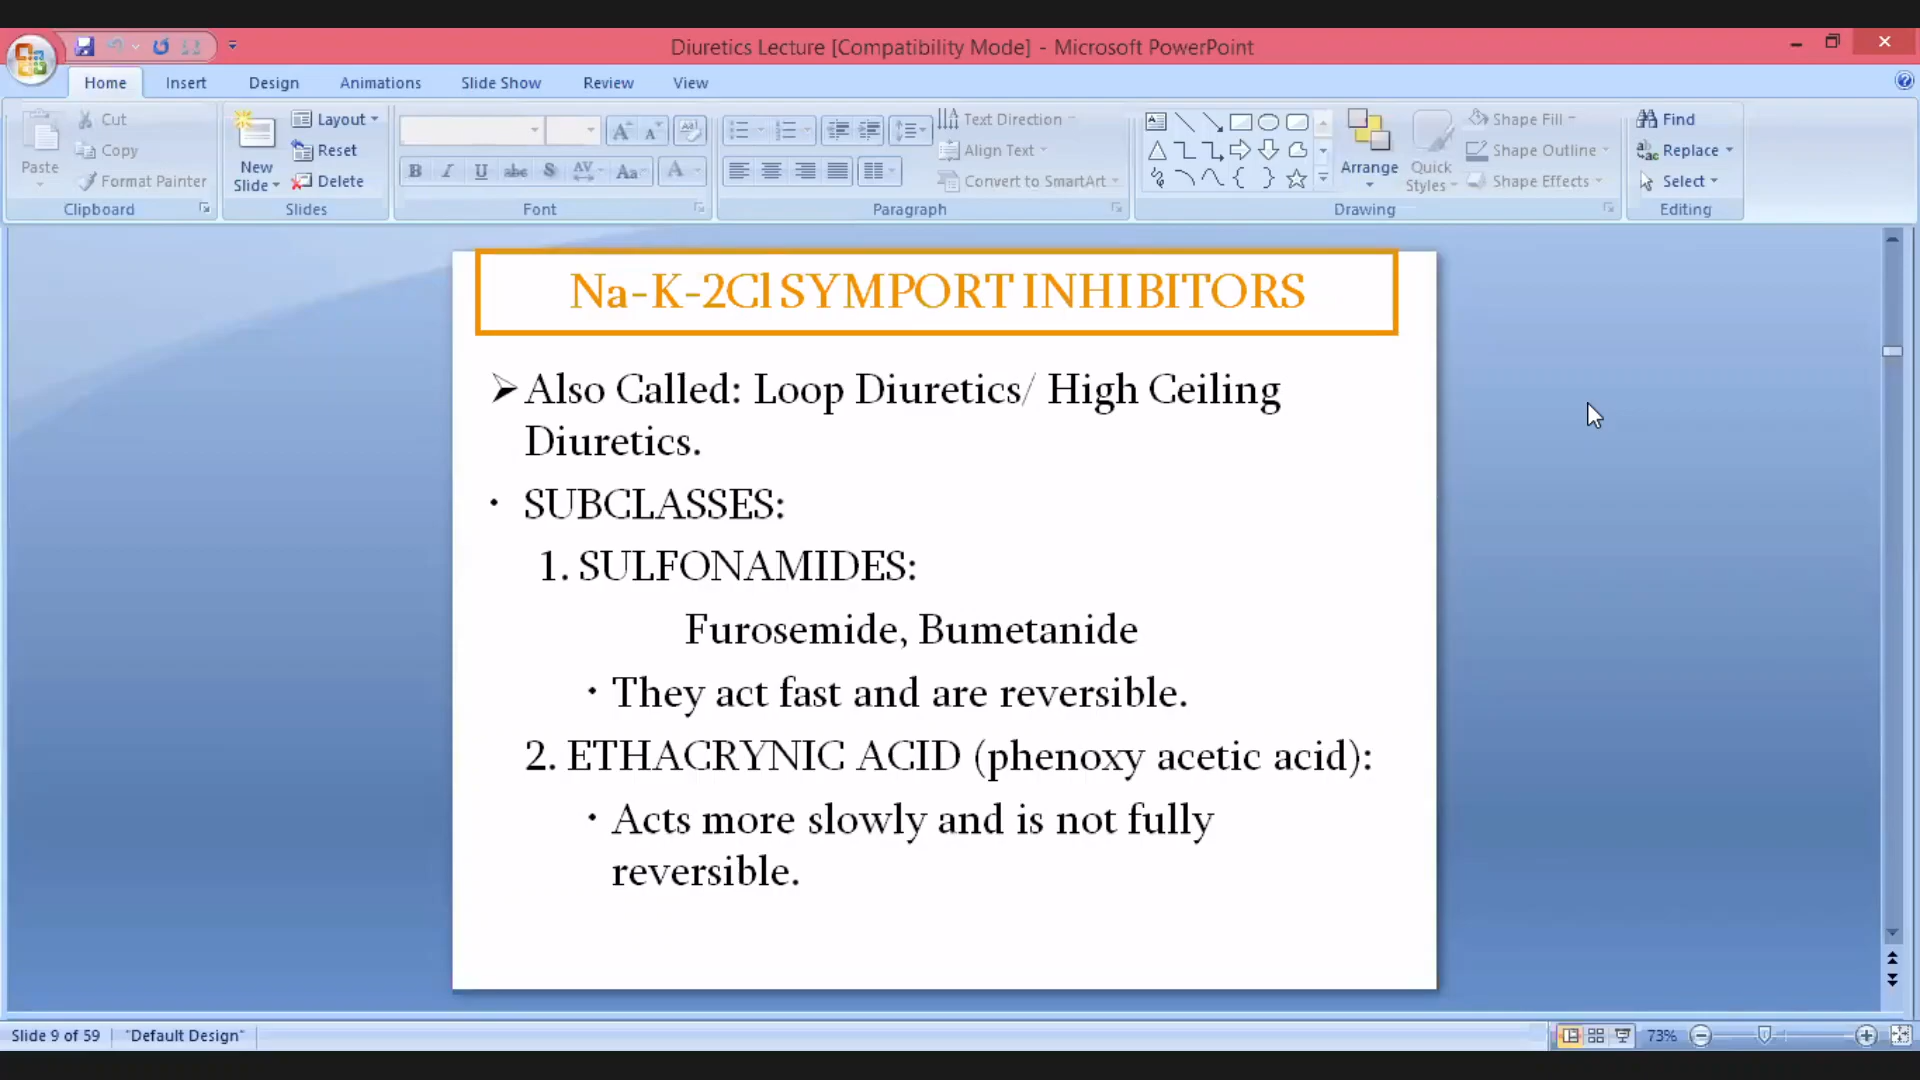 Diuretics Lecture [Compatibility Mode] - Microsoft PowerPoint
Home Insert Design Animations Slide Show Review View
Paste
Cut
Copy
Format Painter
Clipboard
New Slide
Layout
Reset
Delete
Slides
B I U abc S AV Aa A
Font
Text Direction
Align Text
Convert to SmartArt
Paragraph
Arrange
Quick Styles
Shape Fill
Shape Outline
Shape Effects
Drawing
Find
Replace
Select
Editing
Na-K-2Cl SYMPORT INHIBITORS
➢ Also Called: Loop Diuretics/ High Ceiling
Diuretics.
• SUBCLASSES:
1. SULFONAMIDES:
Furosemide, Bumetanide
• They act fast and are reversible.
2. ETHACRYNIC ACID (phenoxy acetic acid):
• Acts more slowly and is not fully
reversible.
Slide 9 of 59 "Default Design" 73%